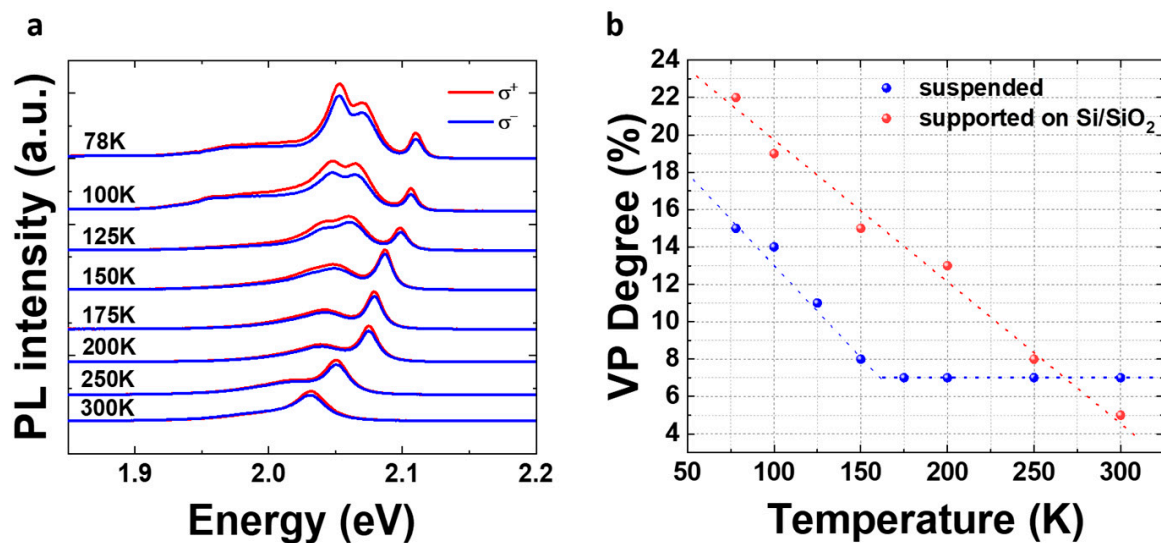 a
PL intensity (a.u.)
σ⁺
σ⁻
78K
100K
125K
150K
175K
200K
250K
300K
1.9 2.0 2.1 2.2
Energy (eV)
b
VP Degree (%)
24
22
20
18
16
14
12
10
8
6
4
suspended
supported on Si/SiO₂
50 100 150 200 250 300
Temperature (K)